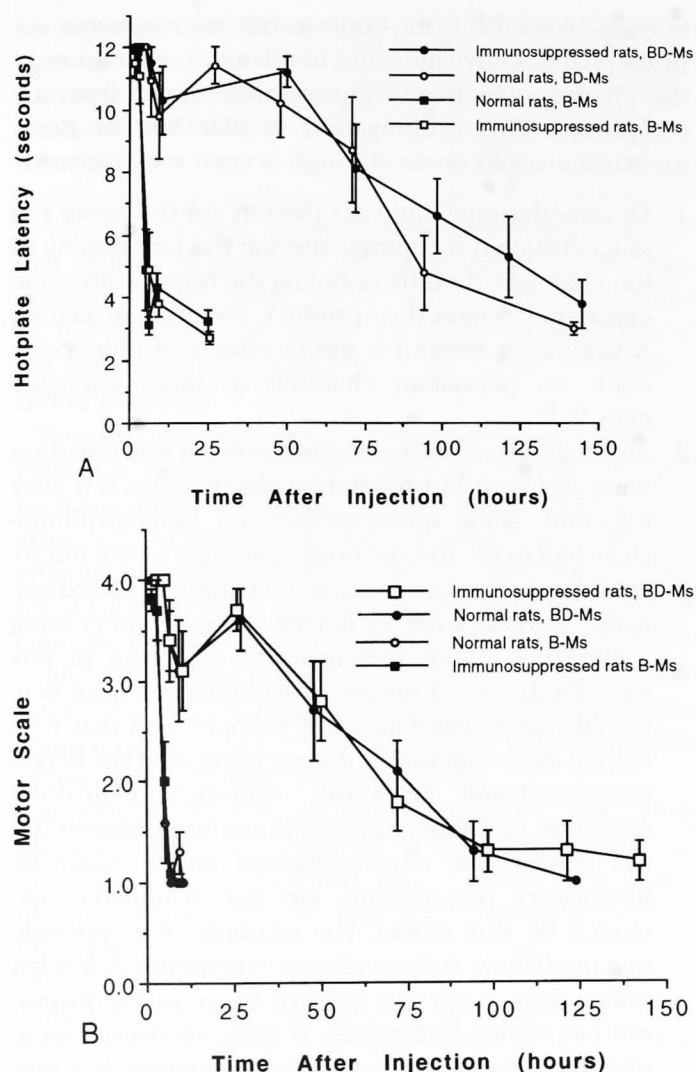 12
10
8
6
4
2
0
Hotplate Latency (seconds)
Immunosuppressed rats, BD-Ms
Normal rats, BD-Ms
Normal rats, B-Ms
Immunosuppressed rats, B-Ms
0 25 50 75 100 125 150
A
Time After Injection (hours)
4.0
3.0
2.0
1.0
0.0
Motor Scale
Immunosuppressed rats, BD-Ms
Normal rats, BD-Ms
Normal rats, B-Ms
Immunosuppressed rats B-Ms
0 25 50 75 100 125 150
B
Time After Injection (hours)